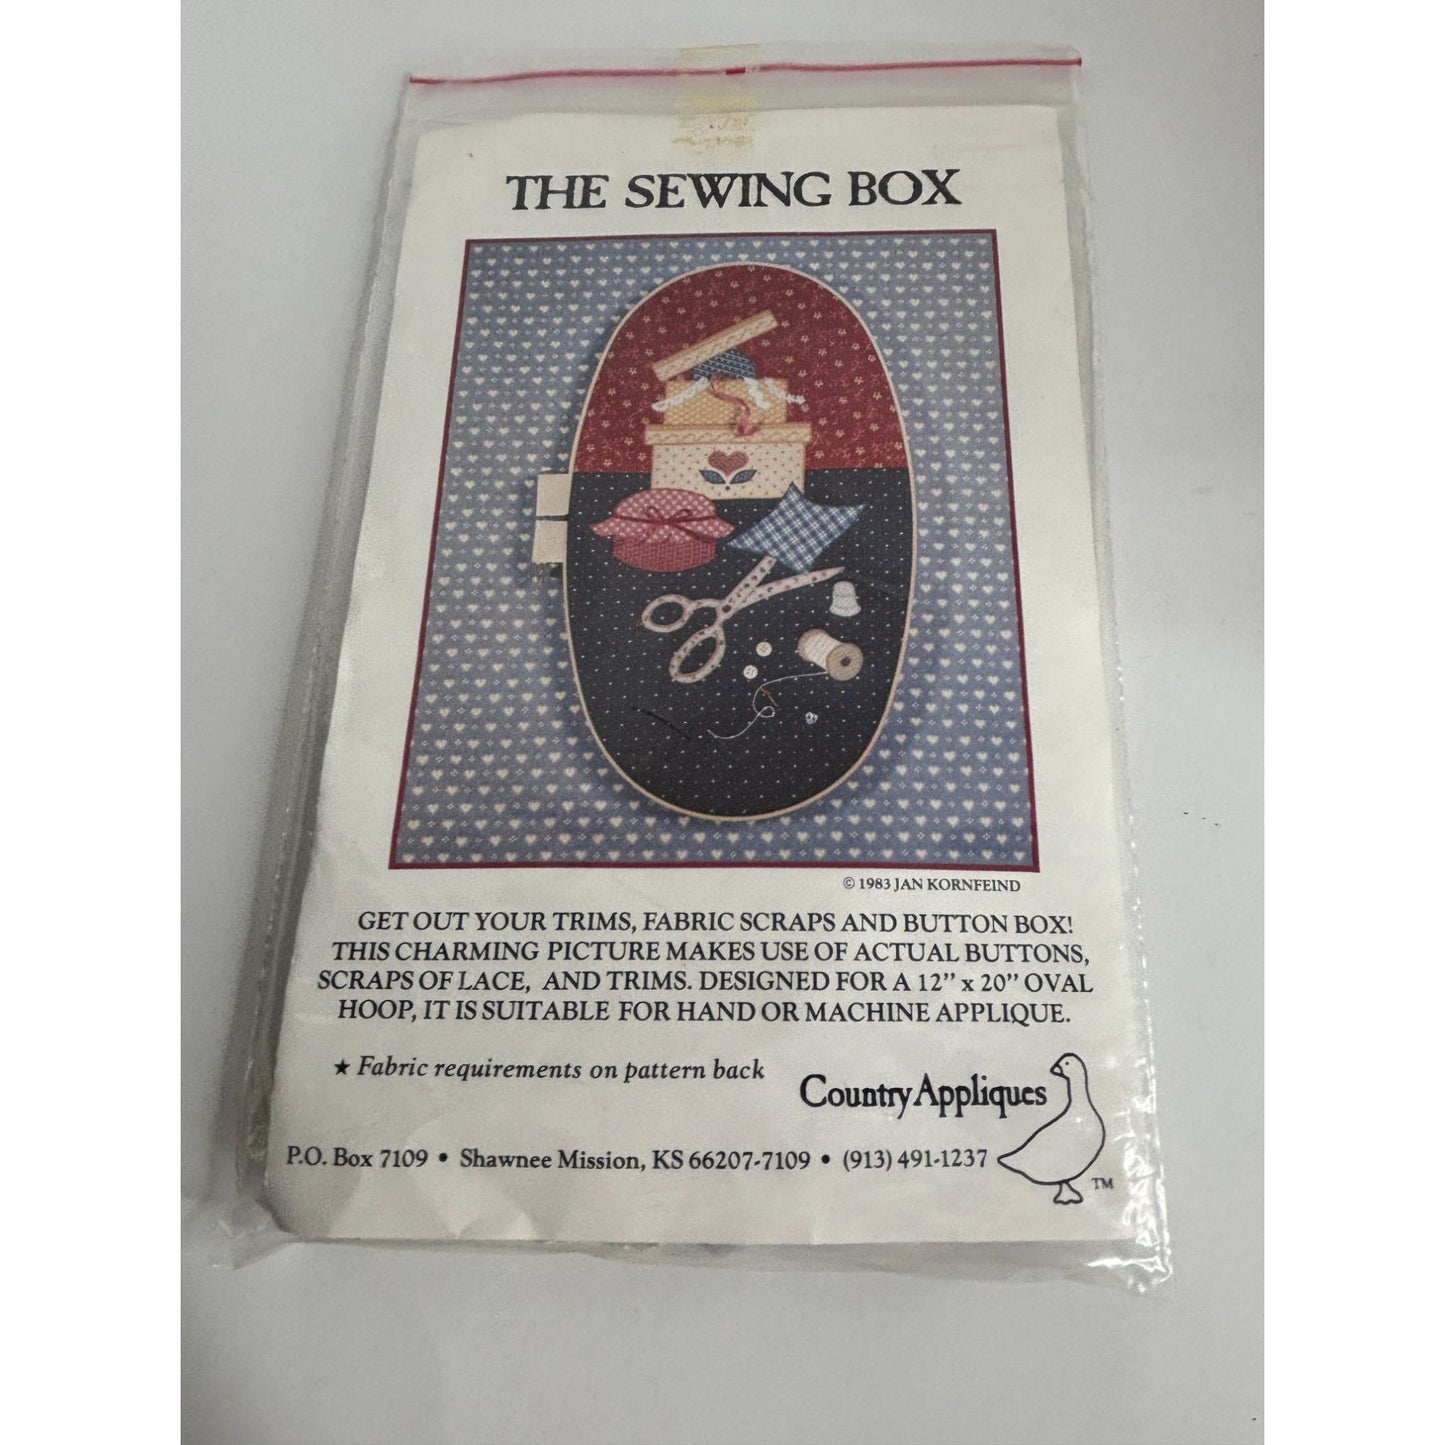 THE SEWING BOX
© 1983 JAN KORNFEIND
GET OUT YOUR TRIMS, FABRIC SCRAPS AND BUTTON BOX!
THIS CHARMING PICTURE MAKES USE OF ACTUAL BUTTONS,
SCRAPS OF LACE, AND TRIMS. DESIGNED FOR A 12” x 20” OVAL
HOOP, IT IS SUITABLE FOR HAND OR MACHINE APPLIQUE.
★ Fabric requirements on pattern back
Country Appliques
P.O. Box 7109 • Shawnee Mission, KS 66207-7109 • (913) 491-1237
TM